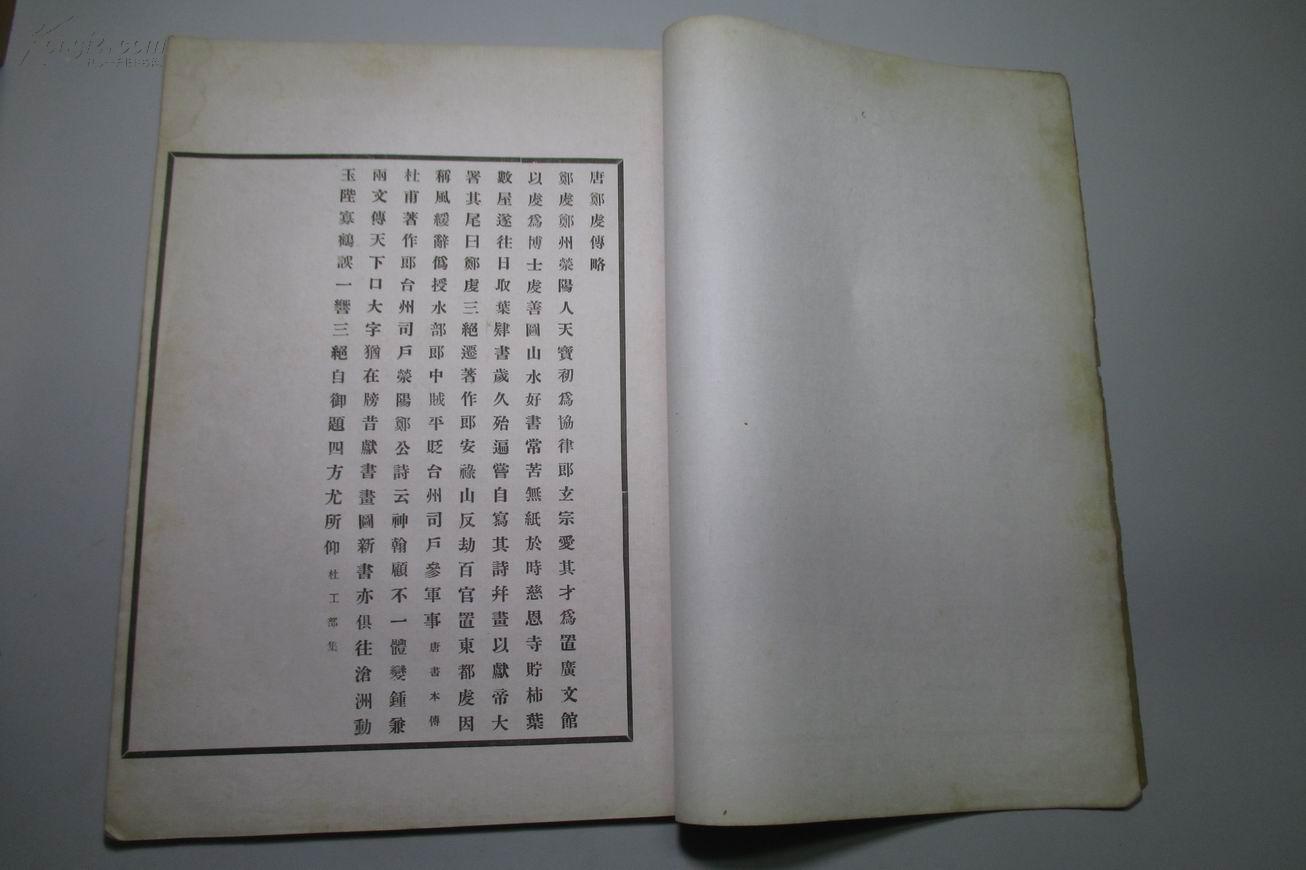 唐鄭虔傳略
鄭虔鄭州滎陽人天寶初爲協律郎玄宗愛其才爲置廣文館
以虔爲博士虔善圖山水好書常苦無紙於時慈恩寺貯柿葉
數屋遂往日取葉肄書歲久殆遍嘗自寫其詩幷畫以獻帝大
署其尾曰鄭虔三絕遷著作郎安祿山反劫百官置東都虔因
稱風緩辭僞授水部郎中賊平貶台州司戶參軍事唐書本傳
杜甫著作郎台州司戶滎陽鄭公詩云神翰顧不一體變鍾兼
兩文傳天下口大字猶在牓昔獻書畫圖新書亦俱往滄洲動
玉陛寡鶴誤一響三絕自御題四方尤所仰杜工部集
Kongfz.com